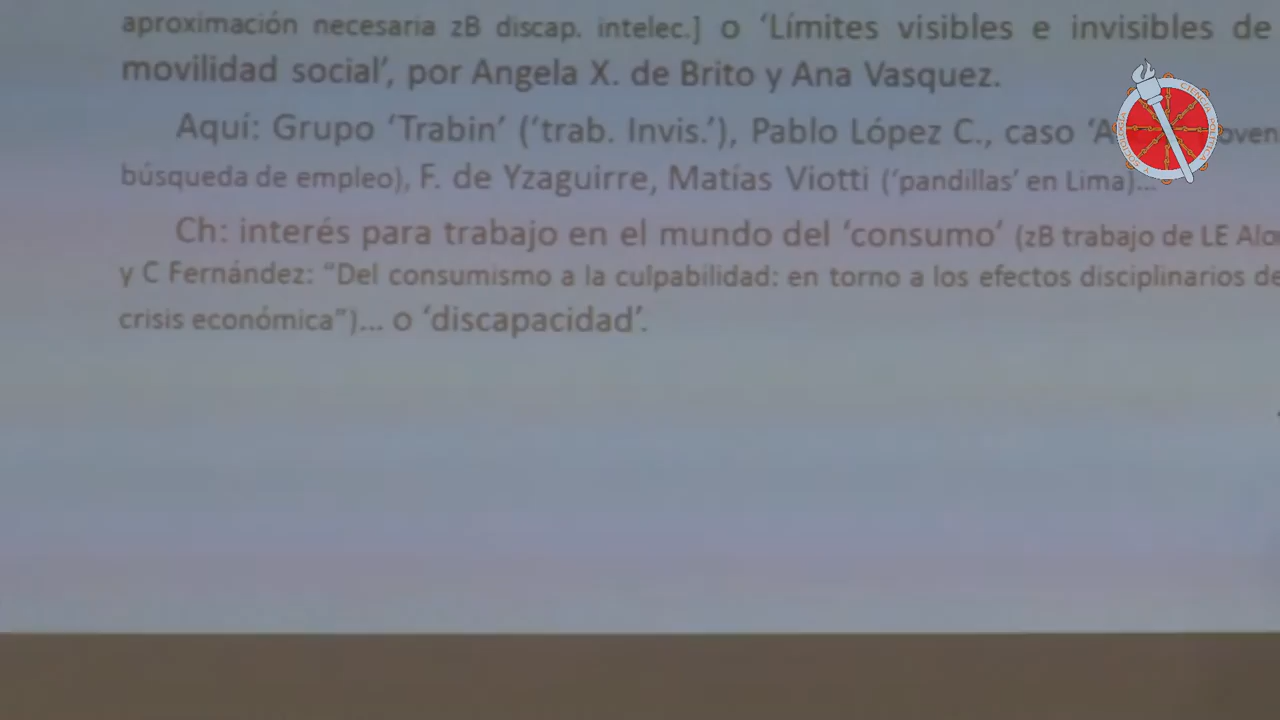 aproximación necesaria zB discap. intelec.] o ‘Límites visibles e invisibles de
movilidad social’, por Angela X. de Brito y Ana Vasquez.
Aquí: Grupo ‘Trabin’ (‘trab. Invis.’), Pablo López C., caso
búsqueda de empleo), F. de Yzaguirre, Matías Viotti (‘pandillas’ en Lima)...
Ch: interés para trabajo en el mundo del ‘consumo’ (zB trabajo de LE
y C Fernández: “Del consumismo a la culpabilidad: en torno a los efectos disciplinarios de
crisis económica”)... o ‘discapacidad’.
SOCIOLOGÍA
CIENCIA POLÍTICA